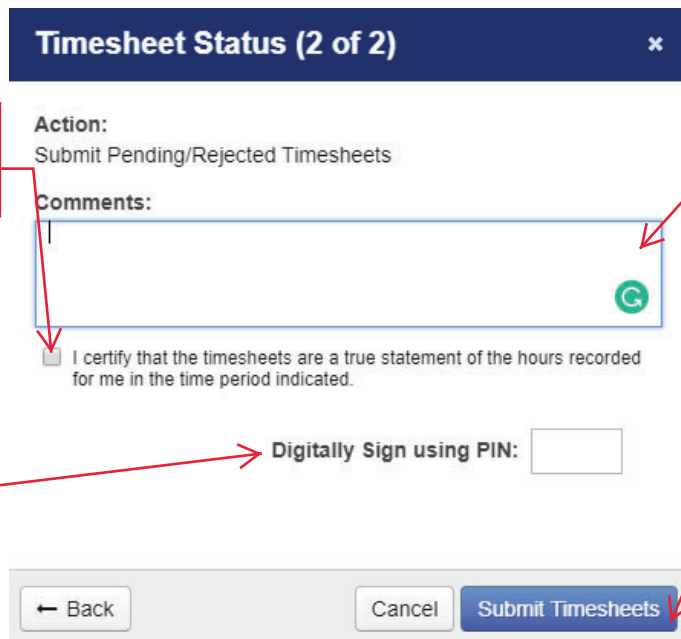 Timesheet Status (2 of 2)
Action:
Submit Pending/Rejected Timesheets
Comments:
I certify that the timesheets are a true statement of the hours recorded
for me in the time period indicated.
Digitally Sign using PIN:
← Back
Cancel
Submit Timesheets